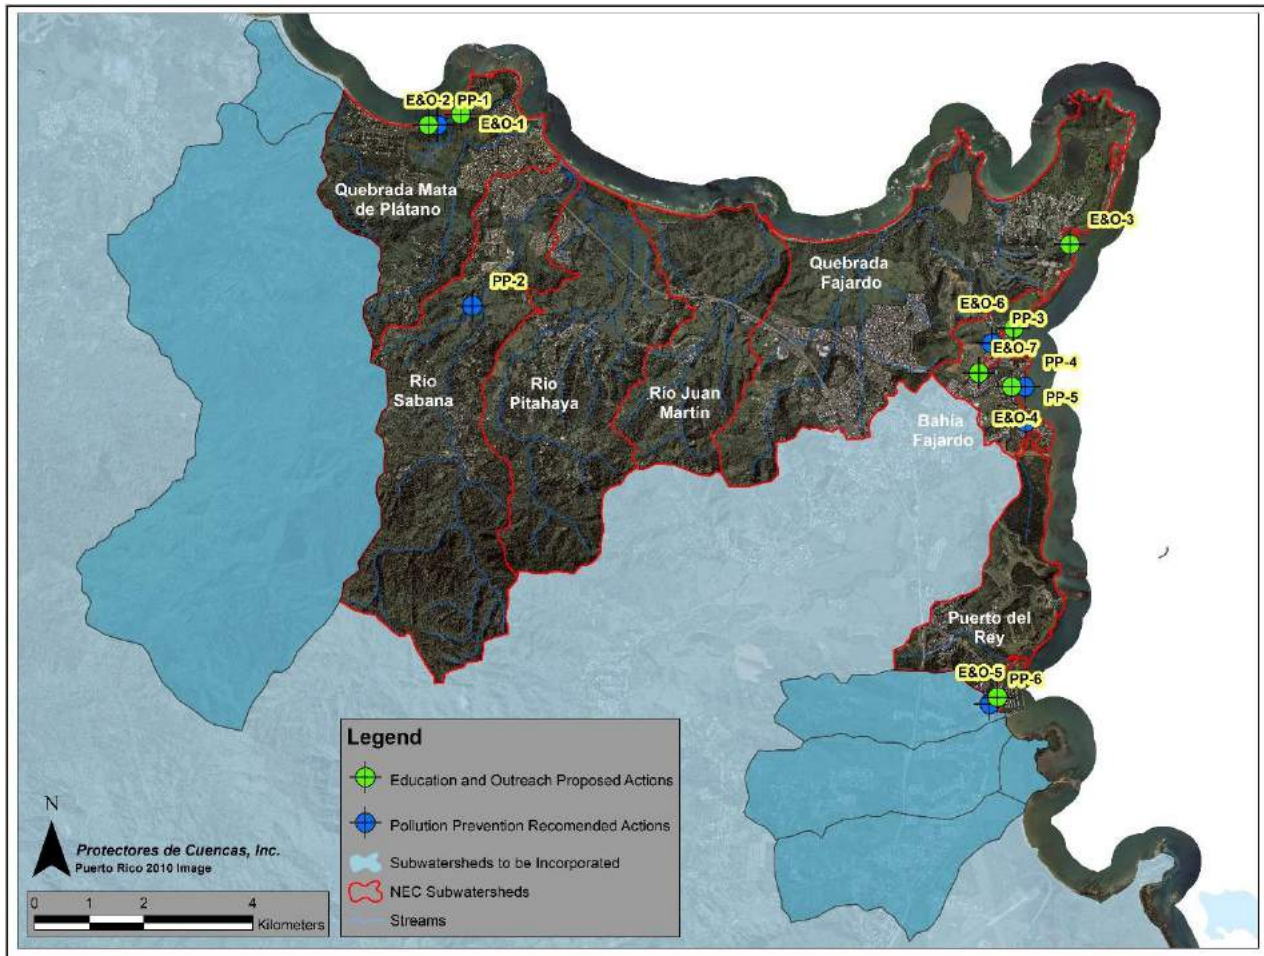 E&O-2 PP-1
E&O-1
Quebrada Mata
de Plátano
E&O-3
Quebrada
Fajardo
PP-2
E&O-6
PP-3
E&O-7
PP-4
PP-5
E&O-4
Río
Sabana
Río
Pitahaya
Río Juan
Martín
Bahía
Fajardo
Puerto del
Rey
E&O-5
PP-6
Legend
Education and Outreach Proposed Actions
Pollution Prevention Recomended Actions
Subwatersheds to be Incorporated
NEC Subwatersheds
Streams
N
Protectores de Cuencas, Inc.
Puerto Rico 2010 Image
0 1 2 4
Kilometers